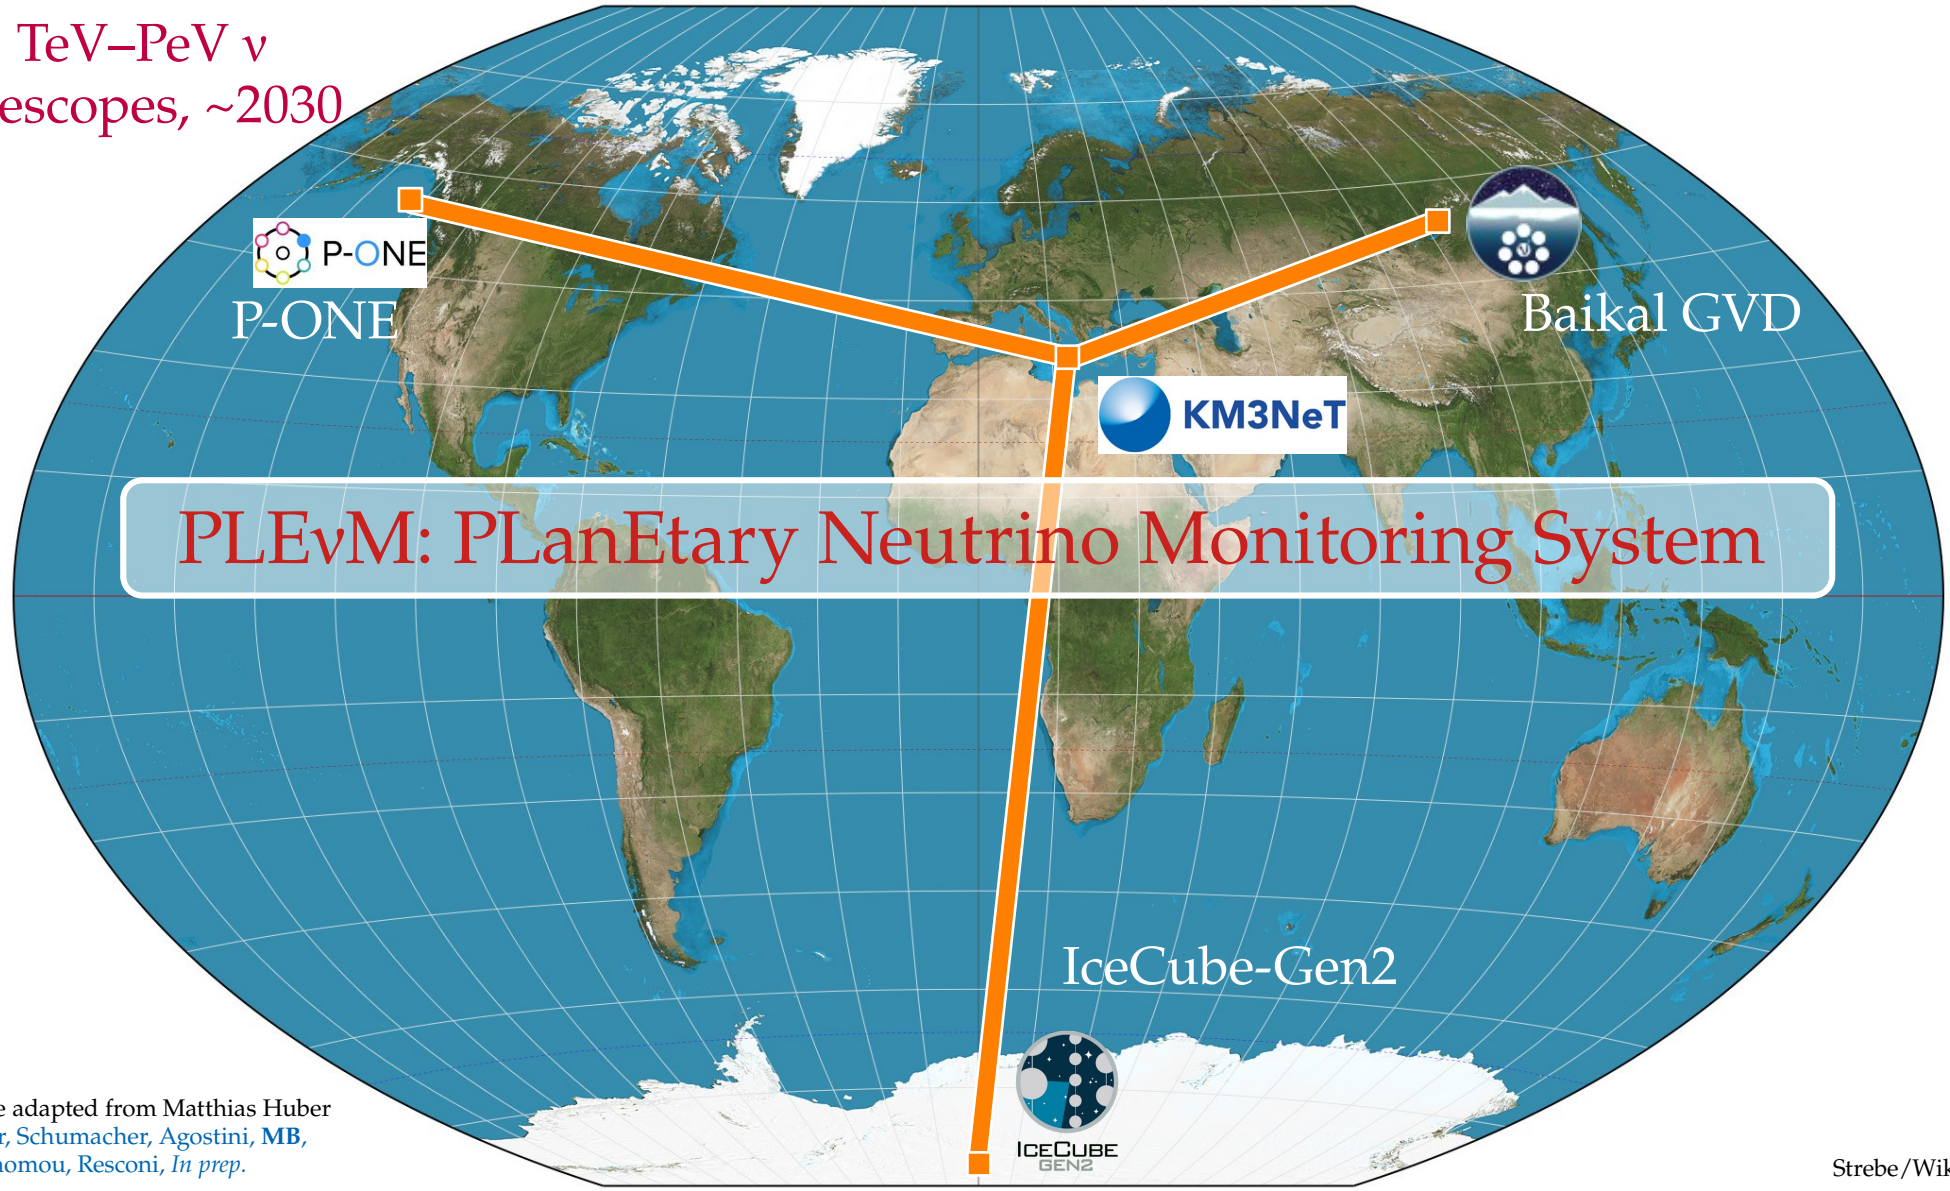 TeV–PeV ν
escopes, ~2030
P-ONE
P-ONE
Baikal GVD
KM3NeT
PLEνM: PLanEtary Neutrino Monitoring System
IceCube-Gen2
ICECUBE
GEN2
e adapted from Matthias Huber
r, Schumacher, Agostini, MB,
nomou, Resconi, In prep.
Strebe/Wik